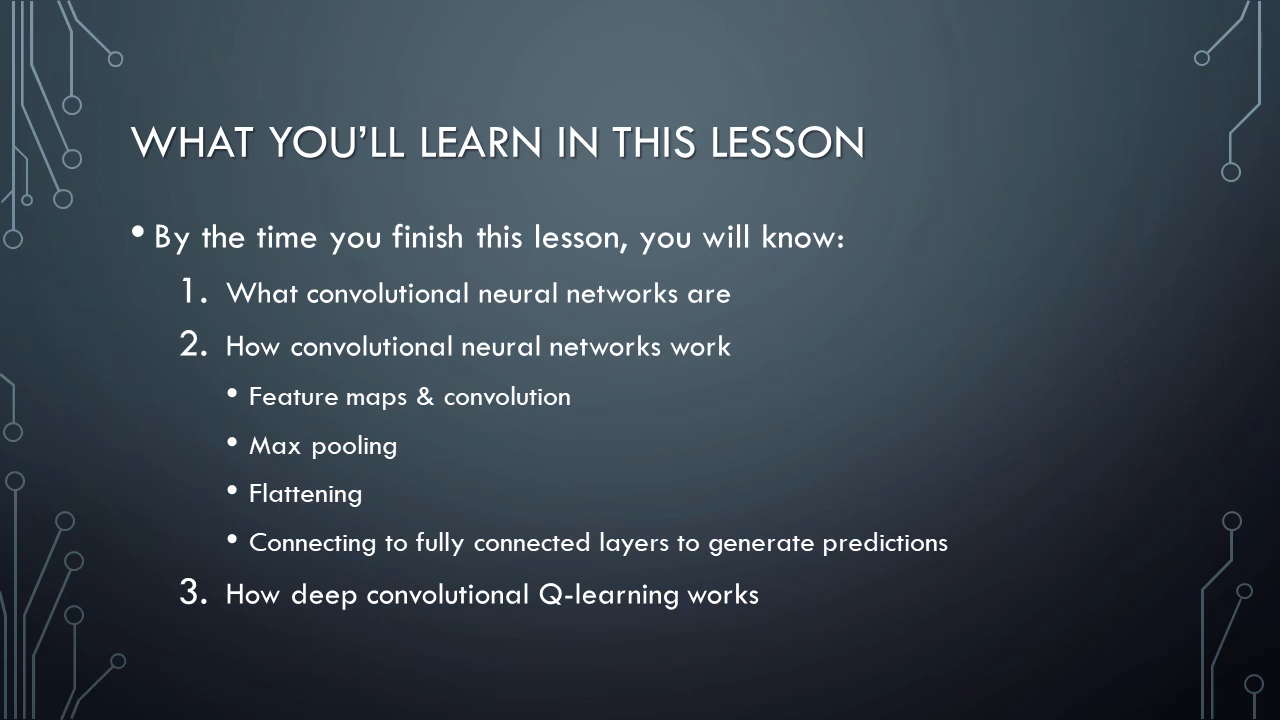 WHAT YOU’LL LEARN IN THIS LESSON
• By the time you finish this lesson, you will know:
1. What convolutional neural networks are
2. How convolutional neural networks work
• Feature maps & convolution
• Max pooling
• Flattening
• Connecting to fully connected layers to generate predictions
3. How deep convolutional Q-learning works